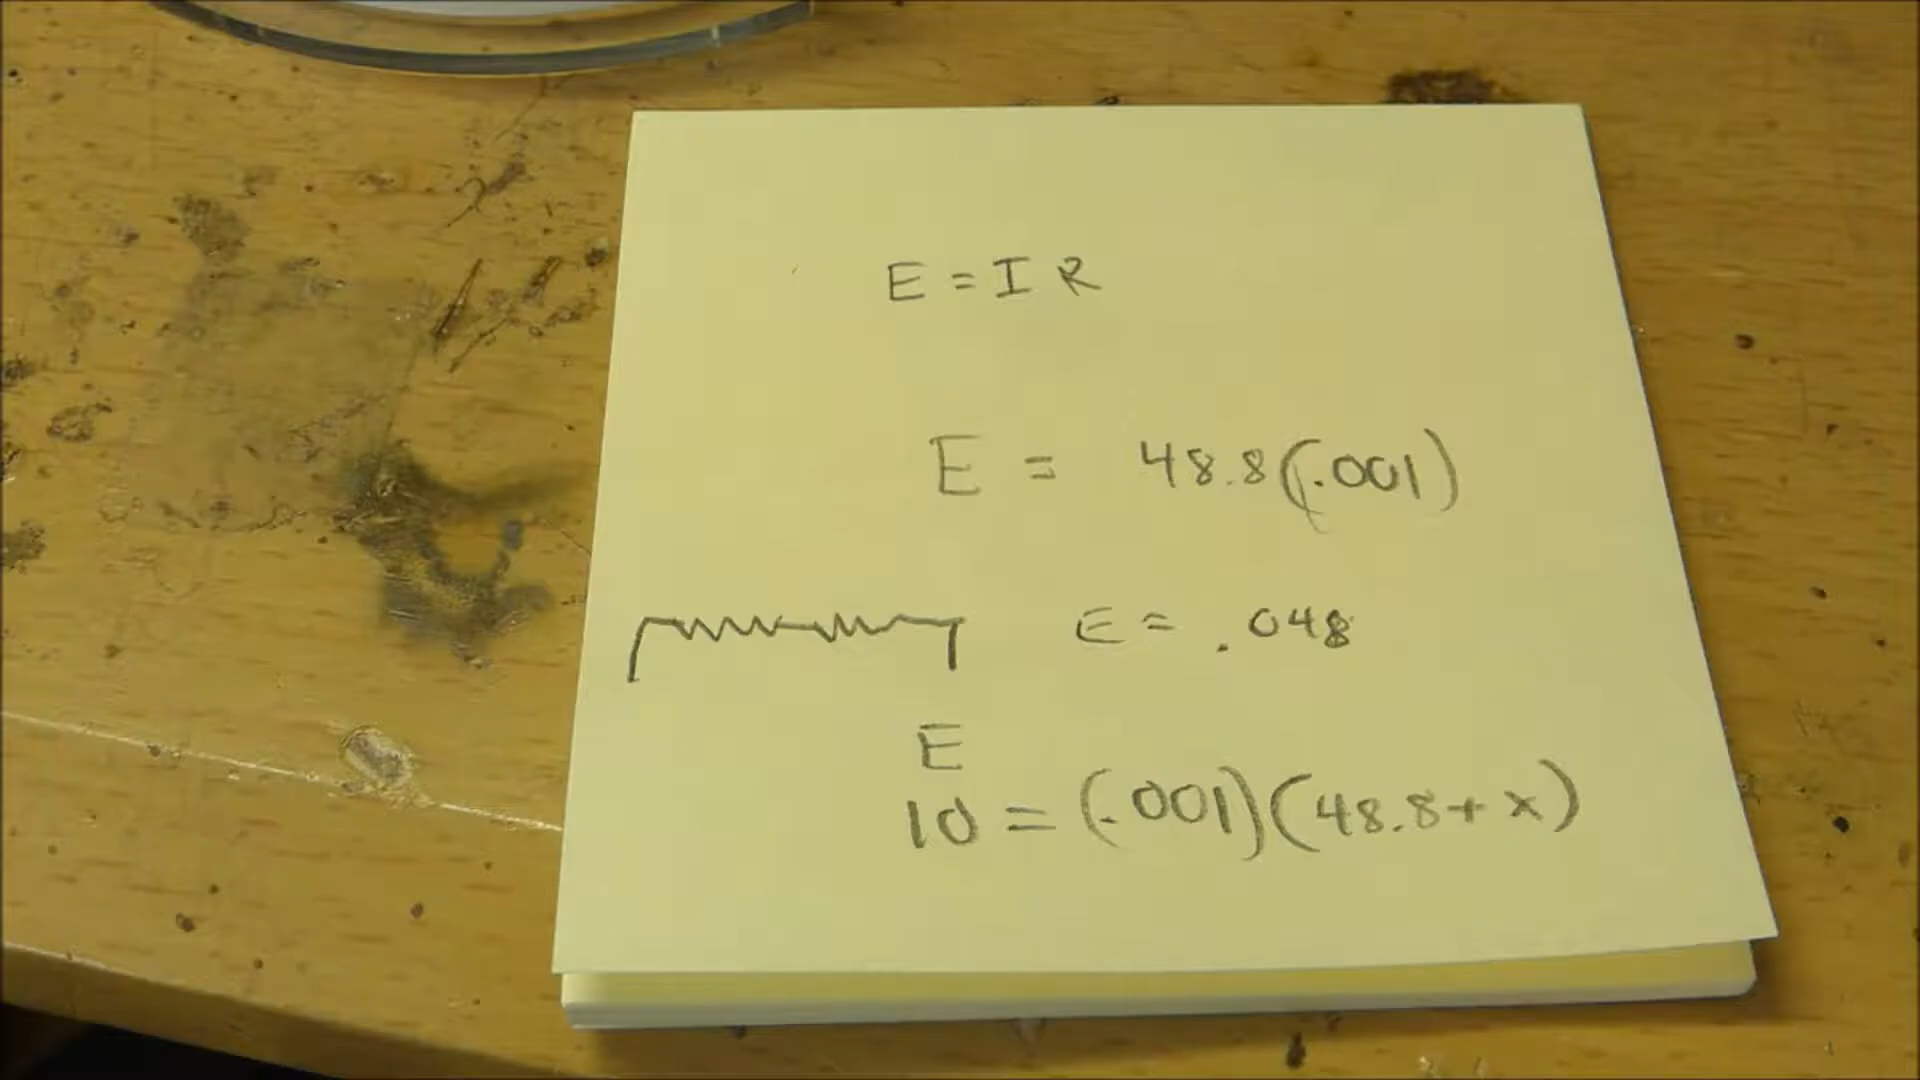 E = I R
E = 48.8(.001)
E = .048
E
10 = (.001)(48.8+x)